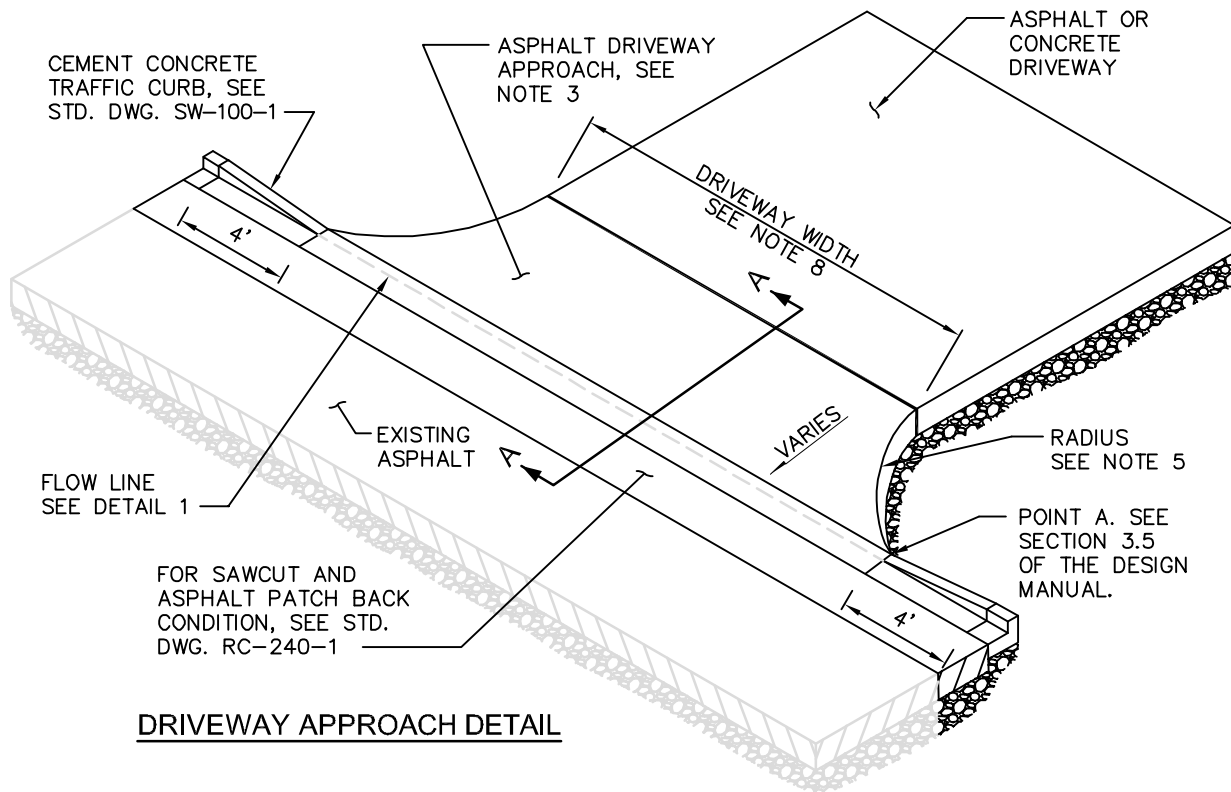 CEMENT CONCRETE
TRAFFIC CURB, SEE
STD. DWG. SW-100-1
ASPHALT DRIVEWAY
APPROACH, SEE
NOTE 3
ASPHALT OR
CONCRETE
DRIVEWAY
DRIVEWAY WIDTH
SEE NOTE 8
4'
A
VARIES
EXISTING
ASPHALT
A
RADIUS
SEE NOTE 5
FLOW LINE
SEE DETAIL 1
POINT A. SEE
SECTION 3.5
OF THE DESIGN
MANUAL.
FOR SAWCUT AND
ASPHALT PATCH BACK
CONDITION, SEE STD.
DWG. RC-240-1
4'
DRIVEWAY APPROACH DETAIL